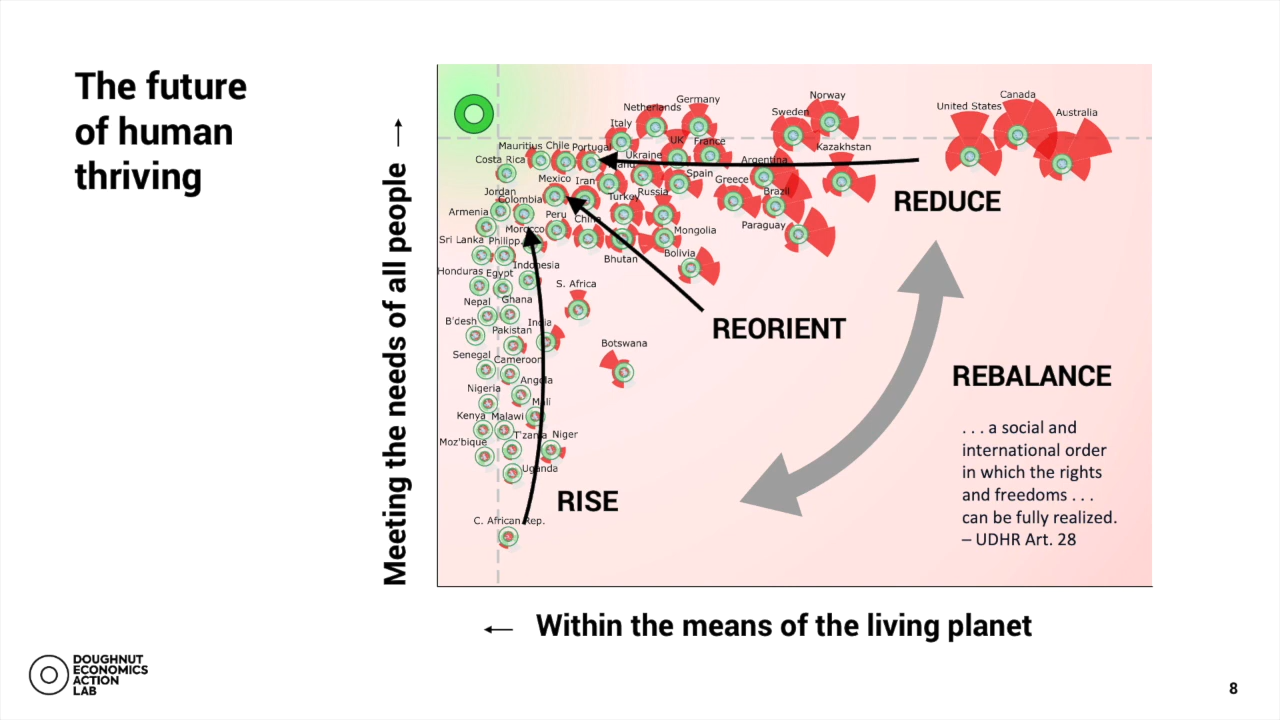 The future
of human
thriving
Meeting the needs of all people →
Netherlands
Germany
Italy
UK
France
Sweden
Norway
Kazakhstan
United States
Canada
Australia
Mauritius
Chile
Portugal
Costa Rica
Ukraine
Argentina
Mexico
Iran
Spain
Greece
Brazil
Jordan
Colombia
Turkey
Russia
Armenia
Peru
China
Paraguay
Morocco
Mongolia
Sri Lanka
Philipp.
Bhutan
Bolivia
Honduras
Egypt
Indonesia
S. Africa
Nepal
Ghana
B'desh
Pakistan
India
Botswana
Senegal
Cameroon
Nigeria
Angola
Mali
Kenya
Malawi
Moz'bique
T'zania
Niger
Uganda
C. African Rep.
REDUCE
REORIENT
RISE
REBALANCE
. . . a social and
international order
in which the rights
and freedoms . . .
can be fully realized.
– UDHR Art. 28
← Within the means of the living planet
DOUGHNUT
ECONOMICS
ACTION
LAB
8